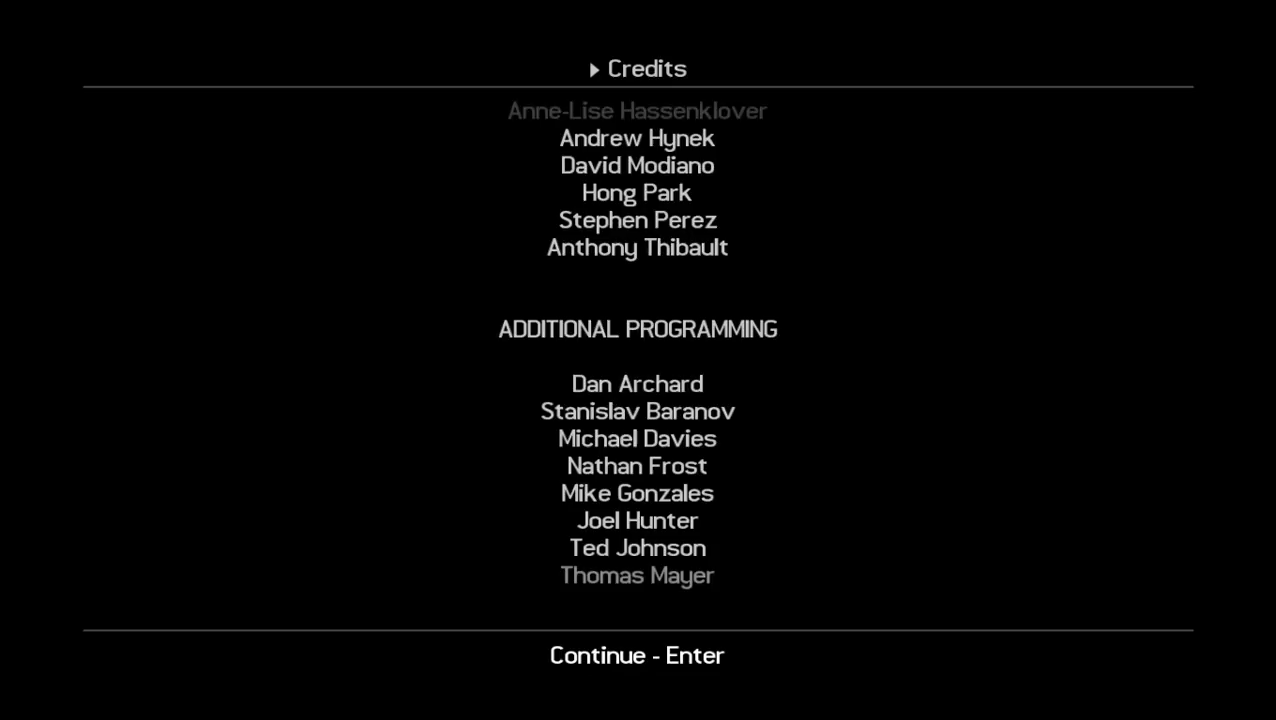 Credits
Anne-Lise Hassenklover
Andrew Hynek
David Modiano
Hong Park
Stephen Perez
Anthony Thibault
ADDITIONAL PROGRAMMING
Dan Archard
Stanislav Baranov
Michael Davies
Nathan Frost
Mike Gonzales
Joel Hunter
Ted Johnson
Thomas Mayer
Continue - Enter